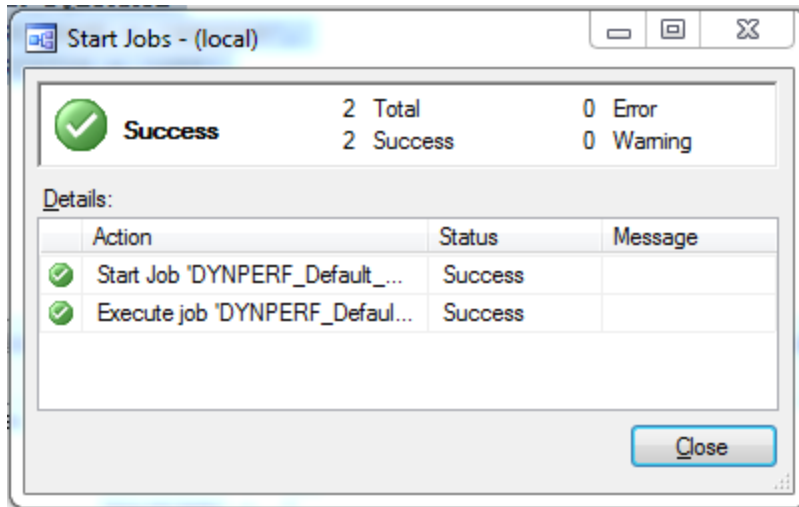 Start Jobs - (local)
Success
2 Total
0 Error
2 Success
0 Warning
Details:
Action Status Message
Start Job 'DYNPERF_Default_... Success
Execute job 'DYNPERF_Defaul... Success
Close